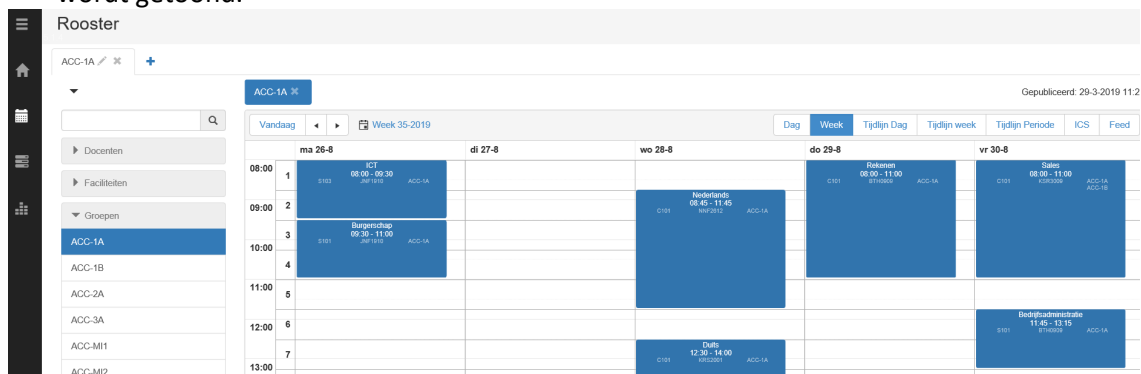 wordt getoond.
Rooster
ACC-1A
ACC-1A
Gepubliceerd: 29-3-2019 11:2
Vandaag
Week 35-2019
Dag
Week
Tijdlijn Dag
Tijdlijn week
Tijdlijn Periode
ICS
Feed
Docenten
Faciliteiten
Groepen
ACC-1A
ACC-1B
ACC-2A
ACC-3A
ACC-MI1
ACC-MI2
ma 26-8
di 27-8
wo 28-8
do 29-8
vr 30-8
08:00
09:00
10:00
11:00
12:00
13:00
1
2
3
4
5
6
7
ICT
08:00 - 09:30
S103 JNF1910 ACC-1A
Burgerschap
09:30 - 11:00
S101 JNF1910 ACC-1A
Nederlands
08:45 - 11:45
C101 NNF2612 ACC-1A
Duits
12:30 - 14:00
C101 KRS2001 ACC-1A
Rekenen
08:00 - 11:00
C101 BTH0909 ACC-1A
Sales
08:00 - 11:00
C101 KSR3009 ACC-1A
ACC-1B
Bedrijfsadministratie
11:45 - 13:15
S101 BTH0909 ACC-1A